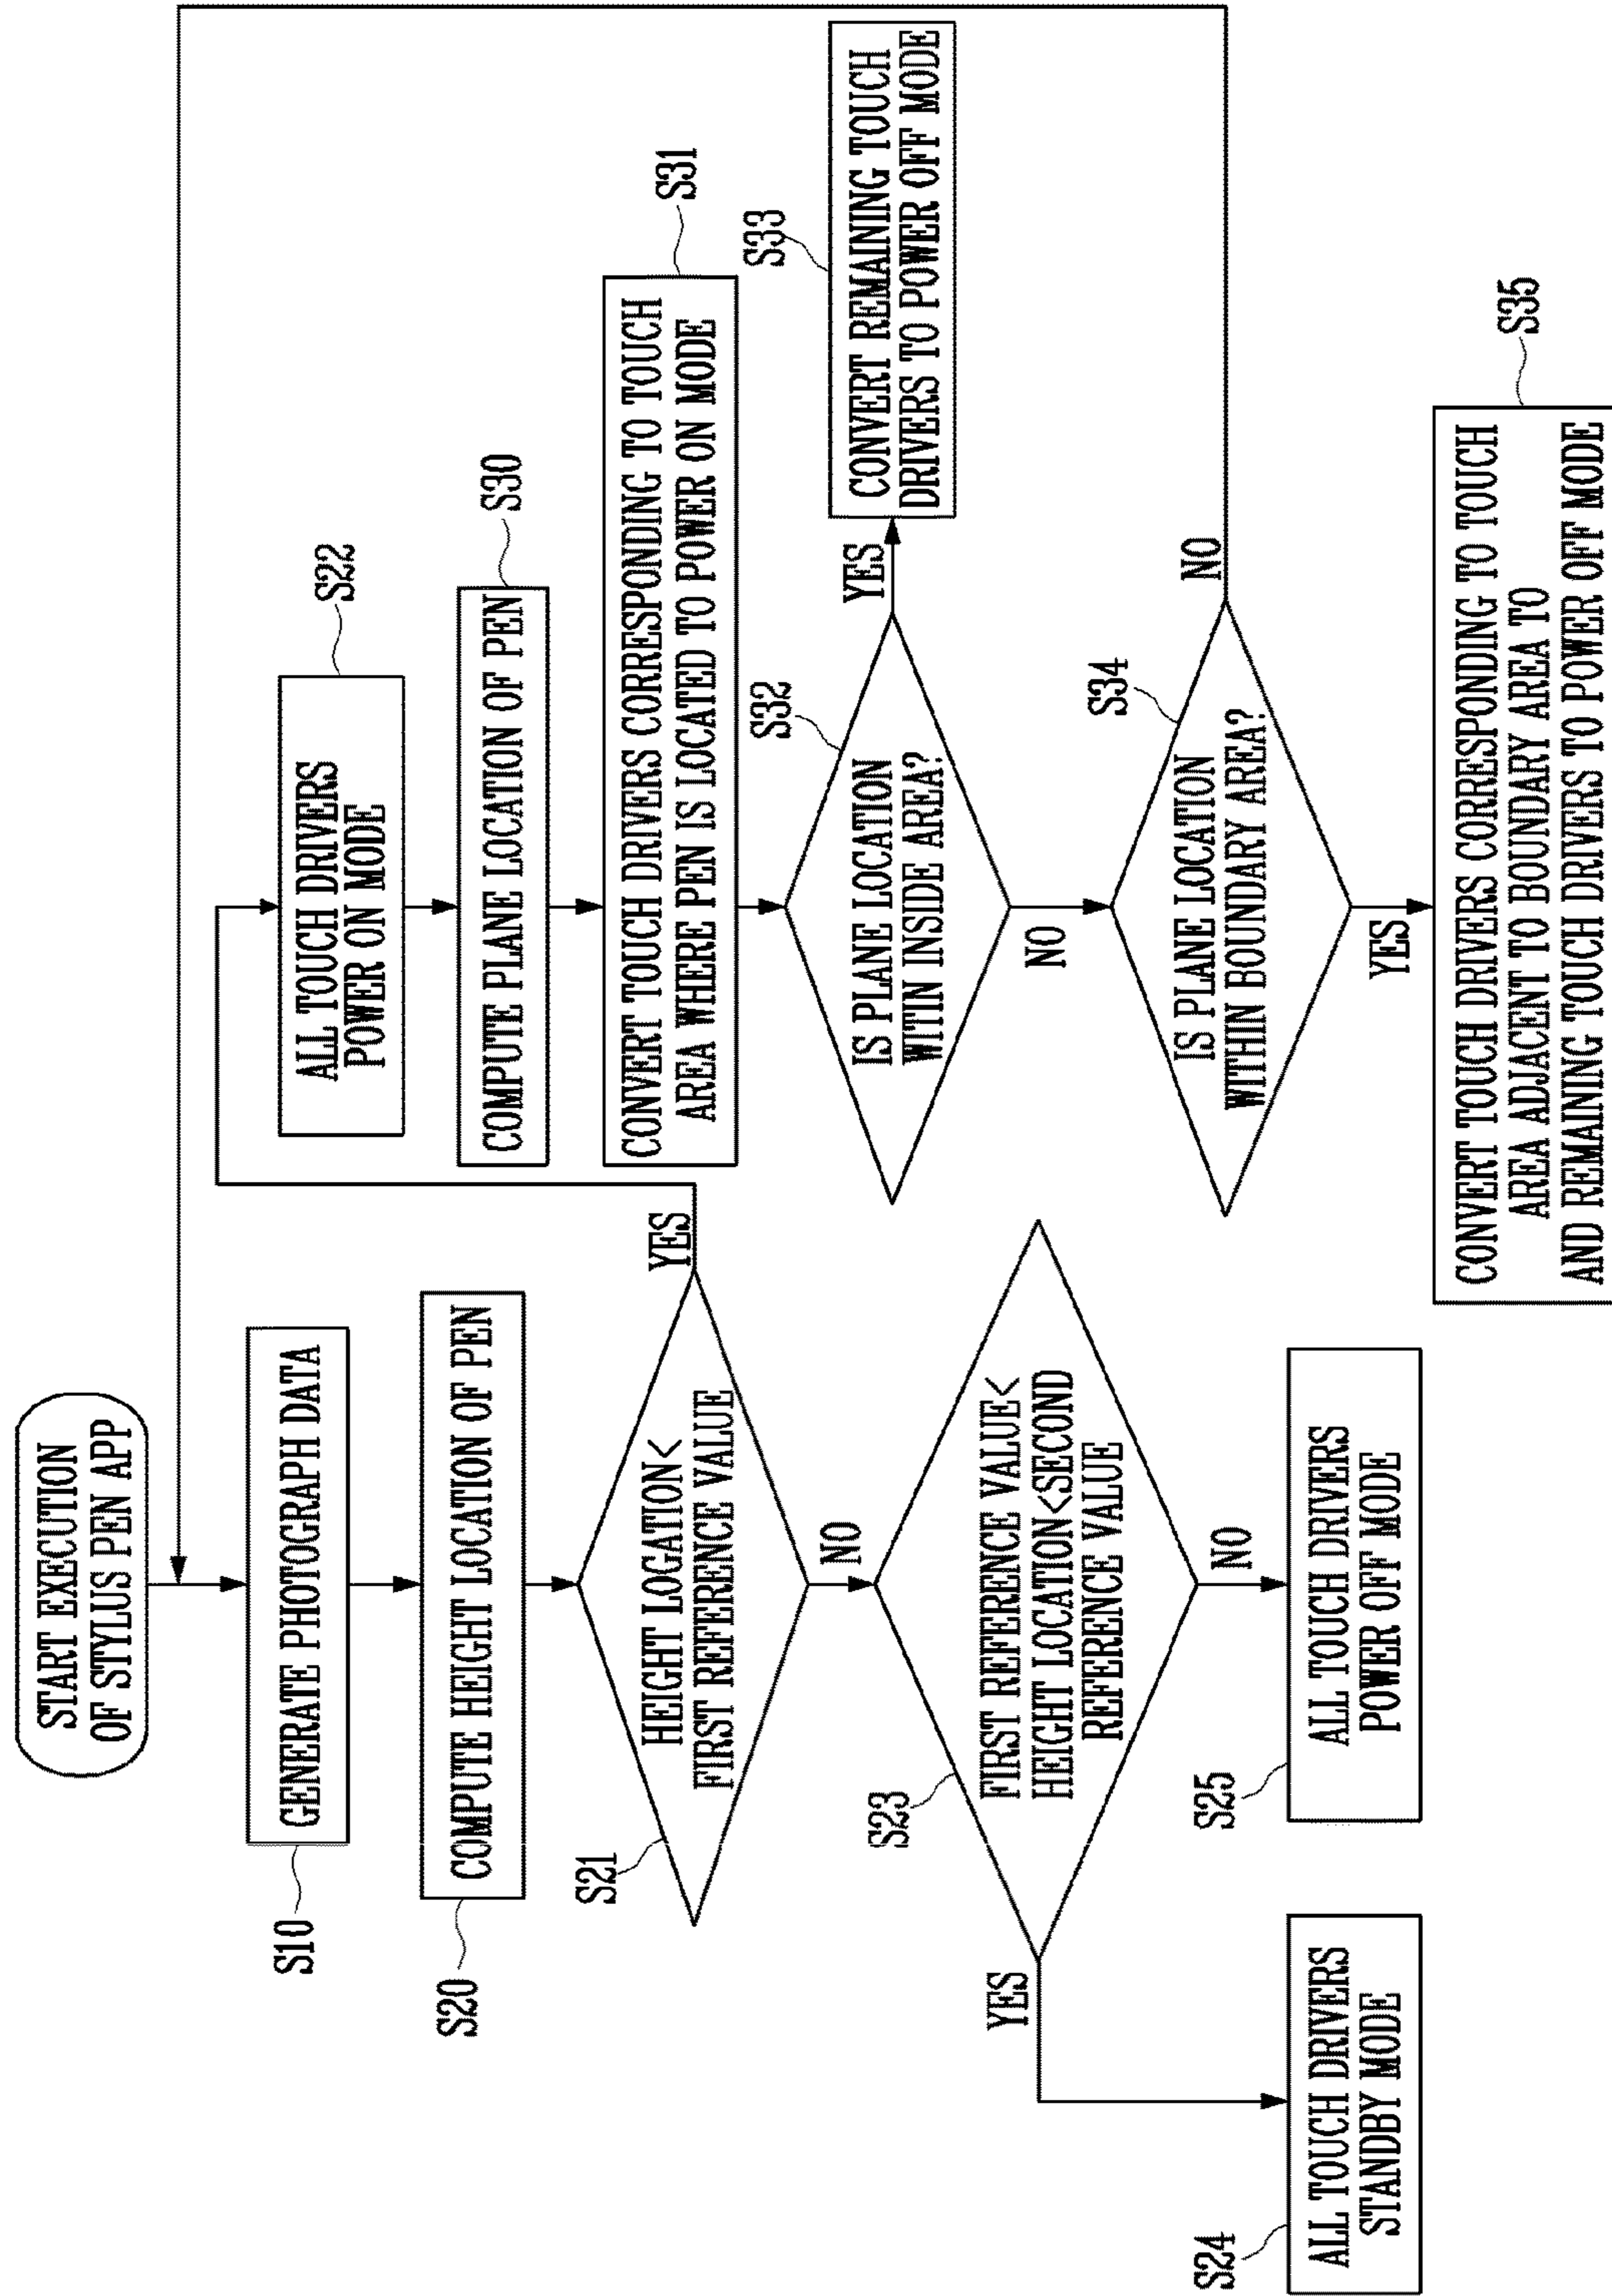 START EXECUTION
OF STYLUS PEN APP
S10
GENERATE PHOTOGRAPH DATA
S20
COMPUTE HEIGHT LOCATION OF PEN
S21
HEIGHT LOGATION<
FIRST REFERENCE VALUE
YES
NO
S23
FIRST REFERENCE VALUE<
HEIGHT LOCATION<SECOND
REFERENCE VALUE
YES
NO
S24
ALL TOUCH DRIVERS
STANDBY MODE
S25
ALL TOUCH DRIVERS
POWER OFF MODE
S22
ALL TOUCH DRIVERS
POWER ON MODE
S30
COMPUTE PLANE LOCATION OF PEN
S31
CONVERT TOUCH DRIVERS CORRESPONDING TO TOUCH
AREA WHERE PEN IS LOCATED TO POWER ON MODE
S32
IS PLANE LOCATION
WITIN INSIDE AREA?
YES
NO
S33
CONVERT REMAINING TOUCH
DRIVERS TO POWER OFF MODE
S34
IS PLANE LOCATION
WITHIN BOUNDARY AREA?
NO
YES
S35
CONVERT TOUCH DRIVERS CORRESPONDING TO TOUCH
AREA ADJACENT TO BOUNDARY AREA TO
AND REMAINING TOUCH DRIVERS TO POWER OFF MODE